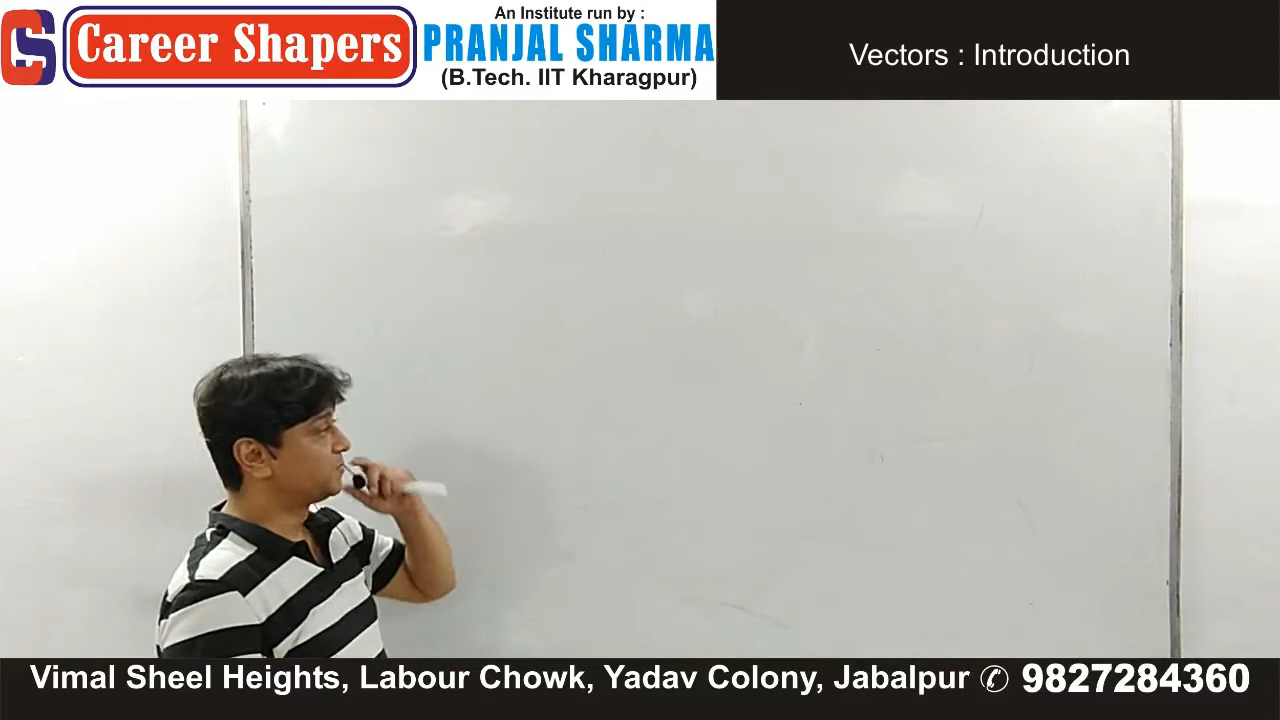 CS
Career Shapers
An Institute run by :
PRANJAL SHARMA
(B.Tech. IIT Kharagpur)
Vectors : Introduction
Vimal Sheel Heights, Labour Chowk, Yadav Colony, Jabalpur ✆ 9827284360